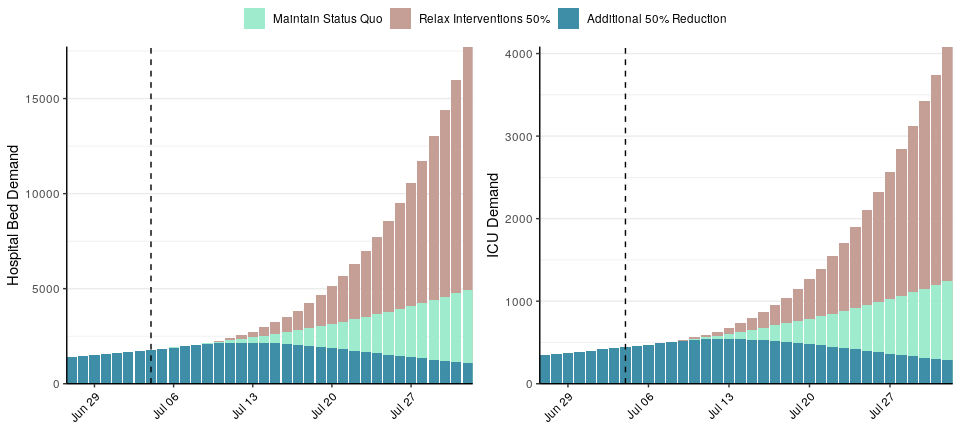 Maintain Status Quo Relax Interventions 50% Additional 50% Reduction
Hospital Bed Demand
15000
10000
5000
0
Jun 29 Jul 06 Jul 13 Jul 20 Jul 27
ICU Demand
4000
3000
2000
1000
0
Jun 29 Jul 06 Jul 13 Jul 20 Jul 27